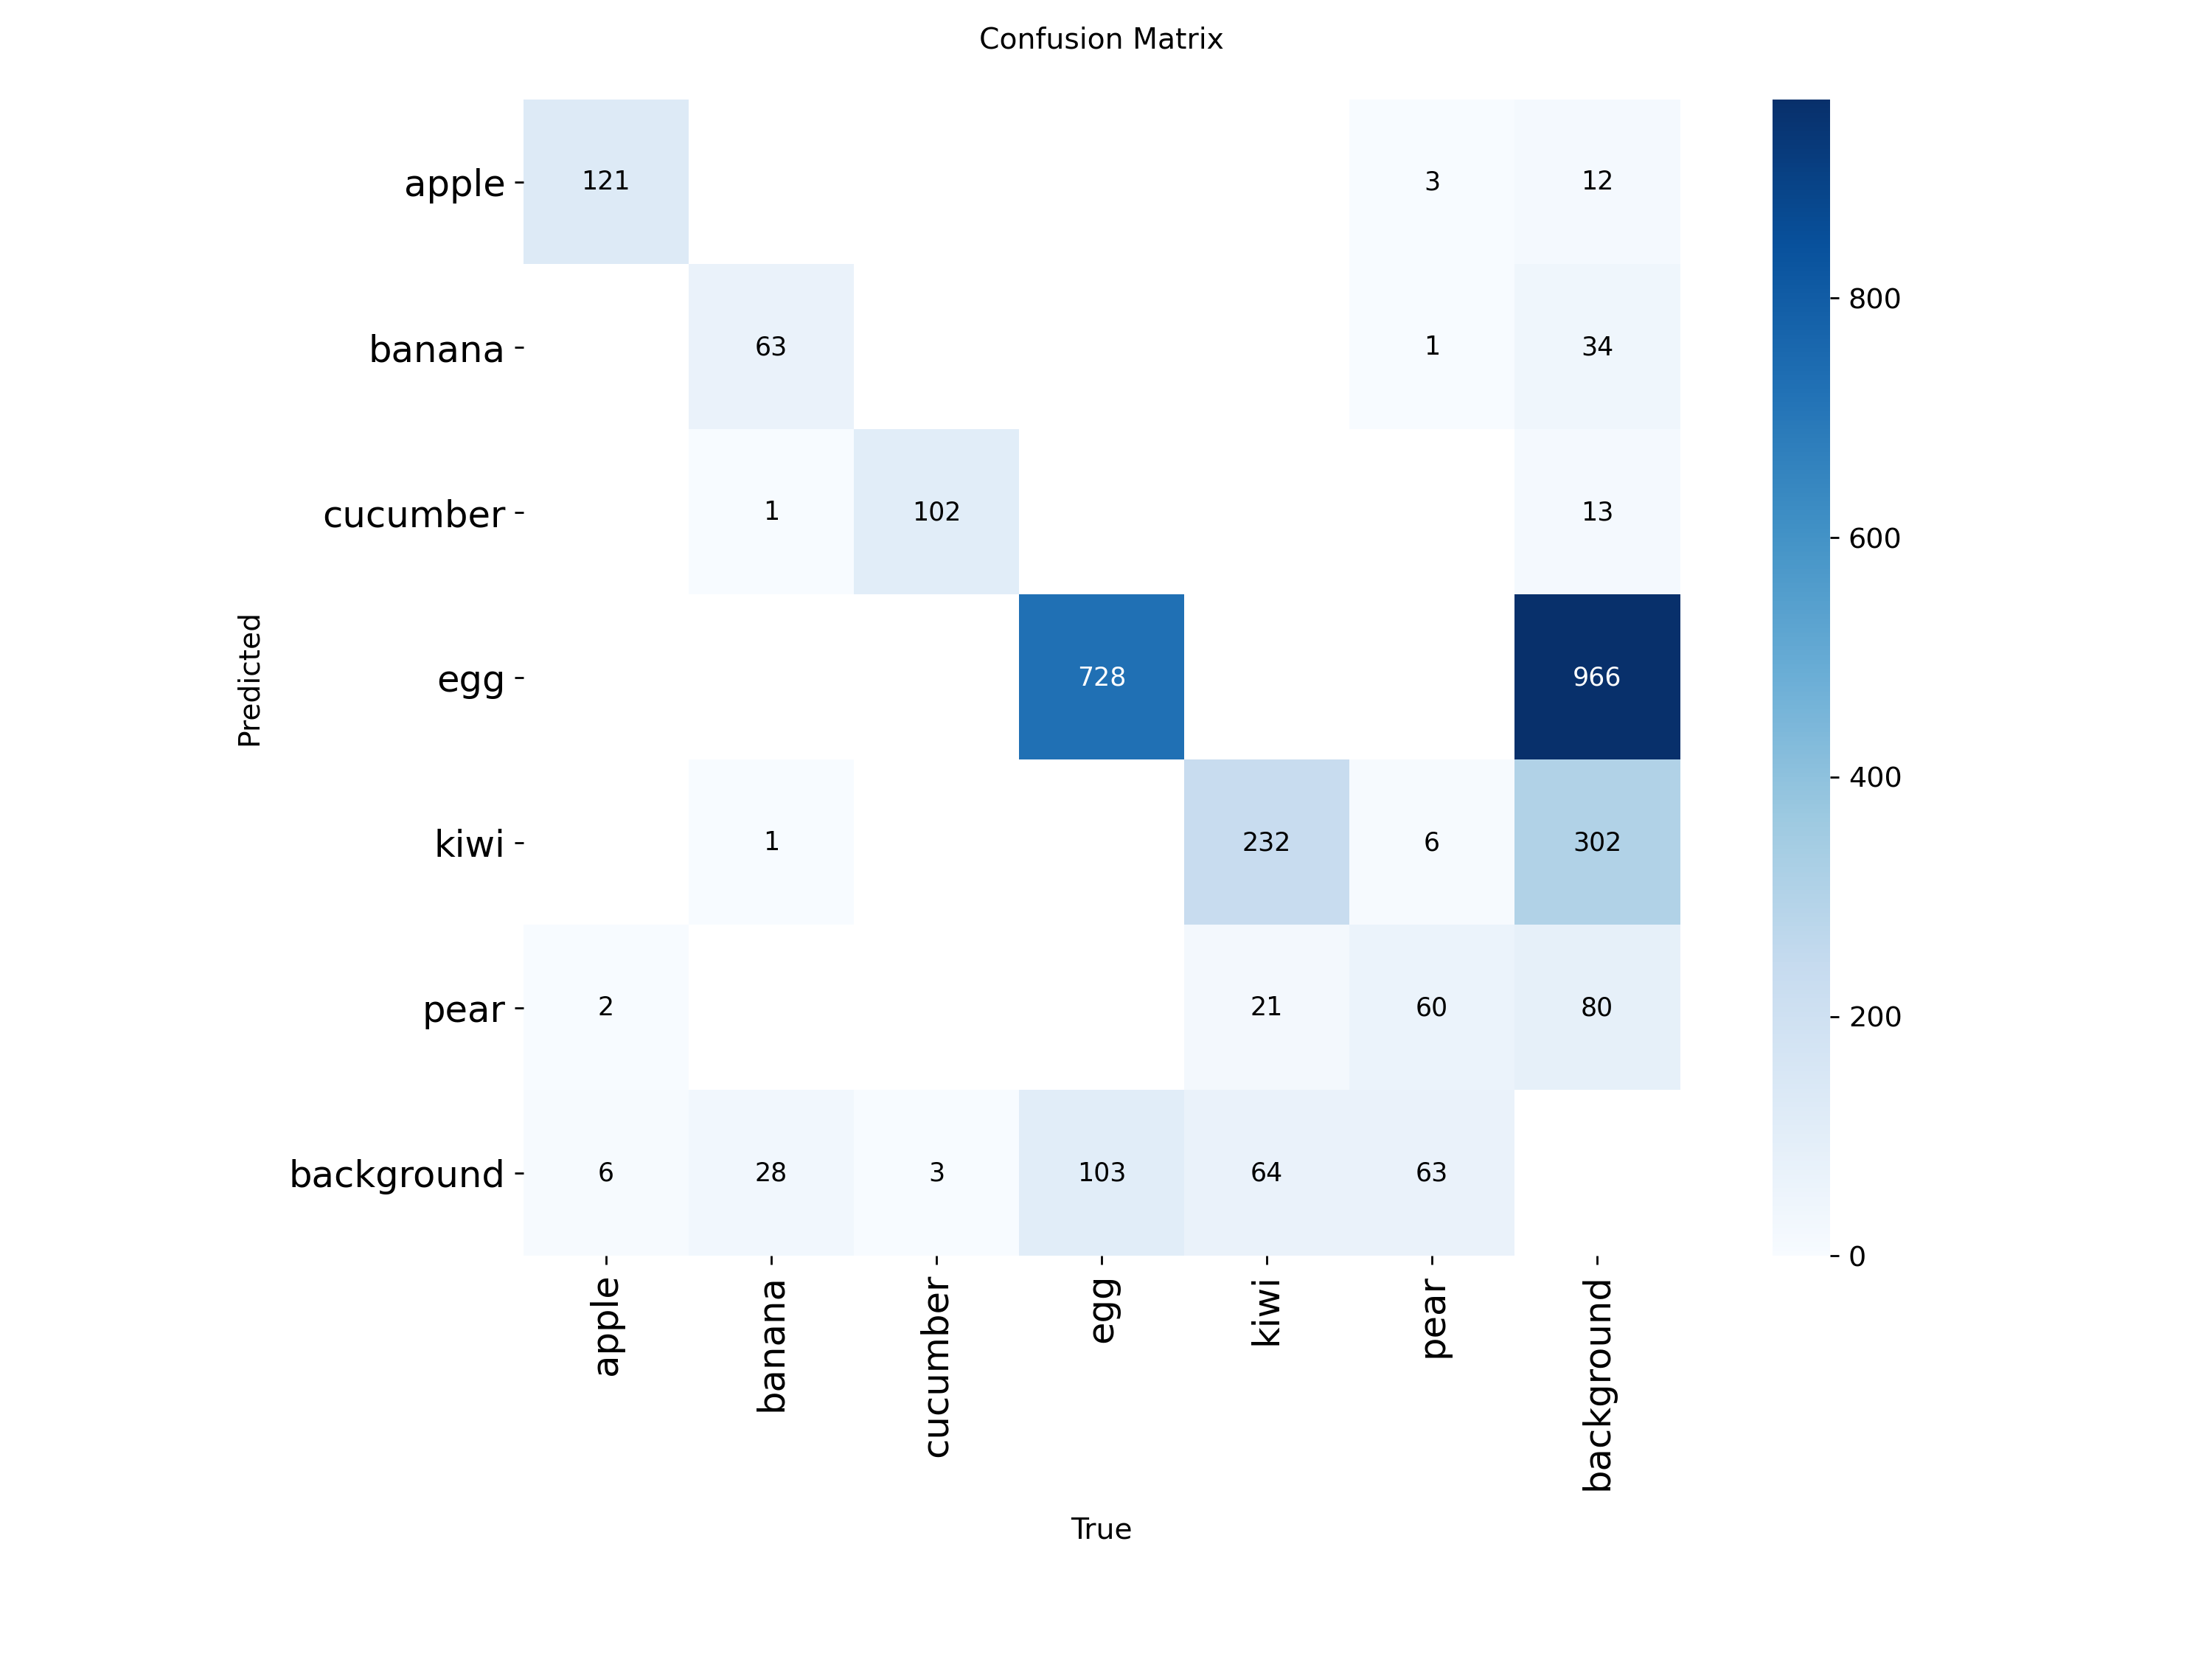 Confusion Matrix
apple 121 3 12
banana 63 1 34
cucumber 1 102 13
egg 728 966
kiwi 1 232 6 302
pear 2 21 60 80
background 6 28 3 103 64 63
Predicted
apple banana cucumber egg kiwi pear background
True
800
600
400
200
0